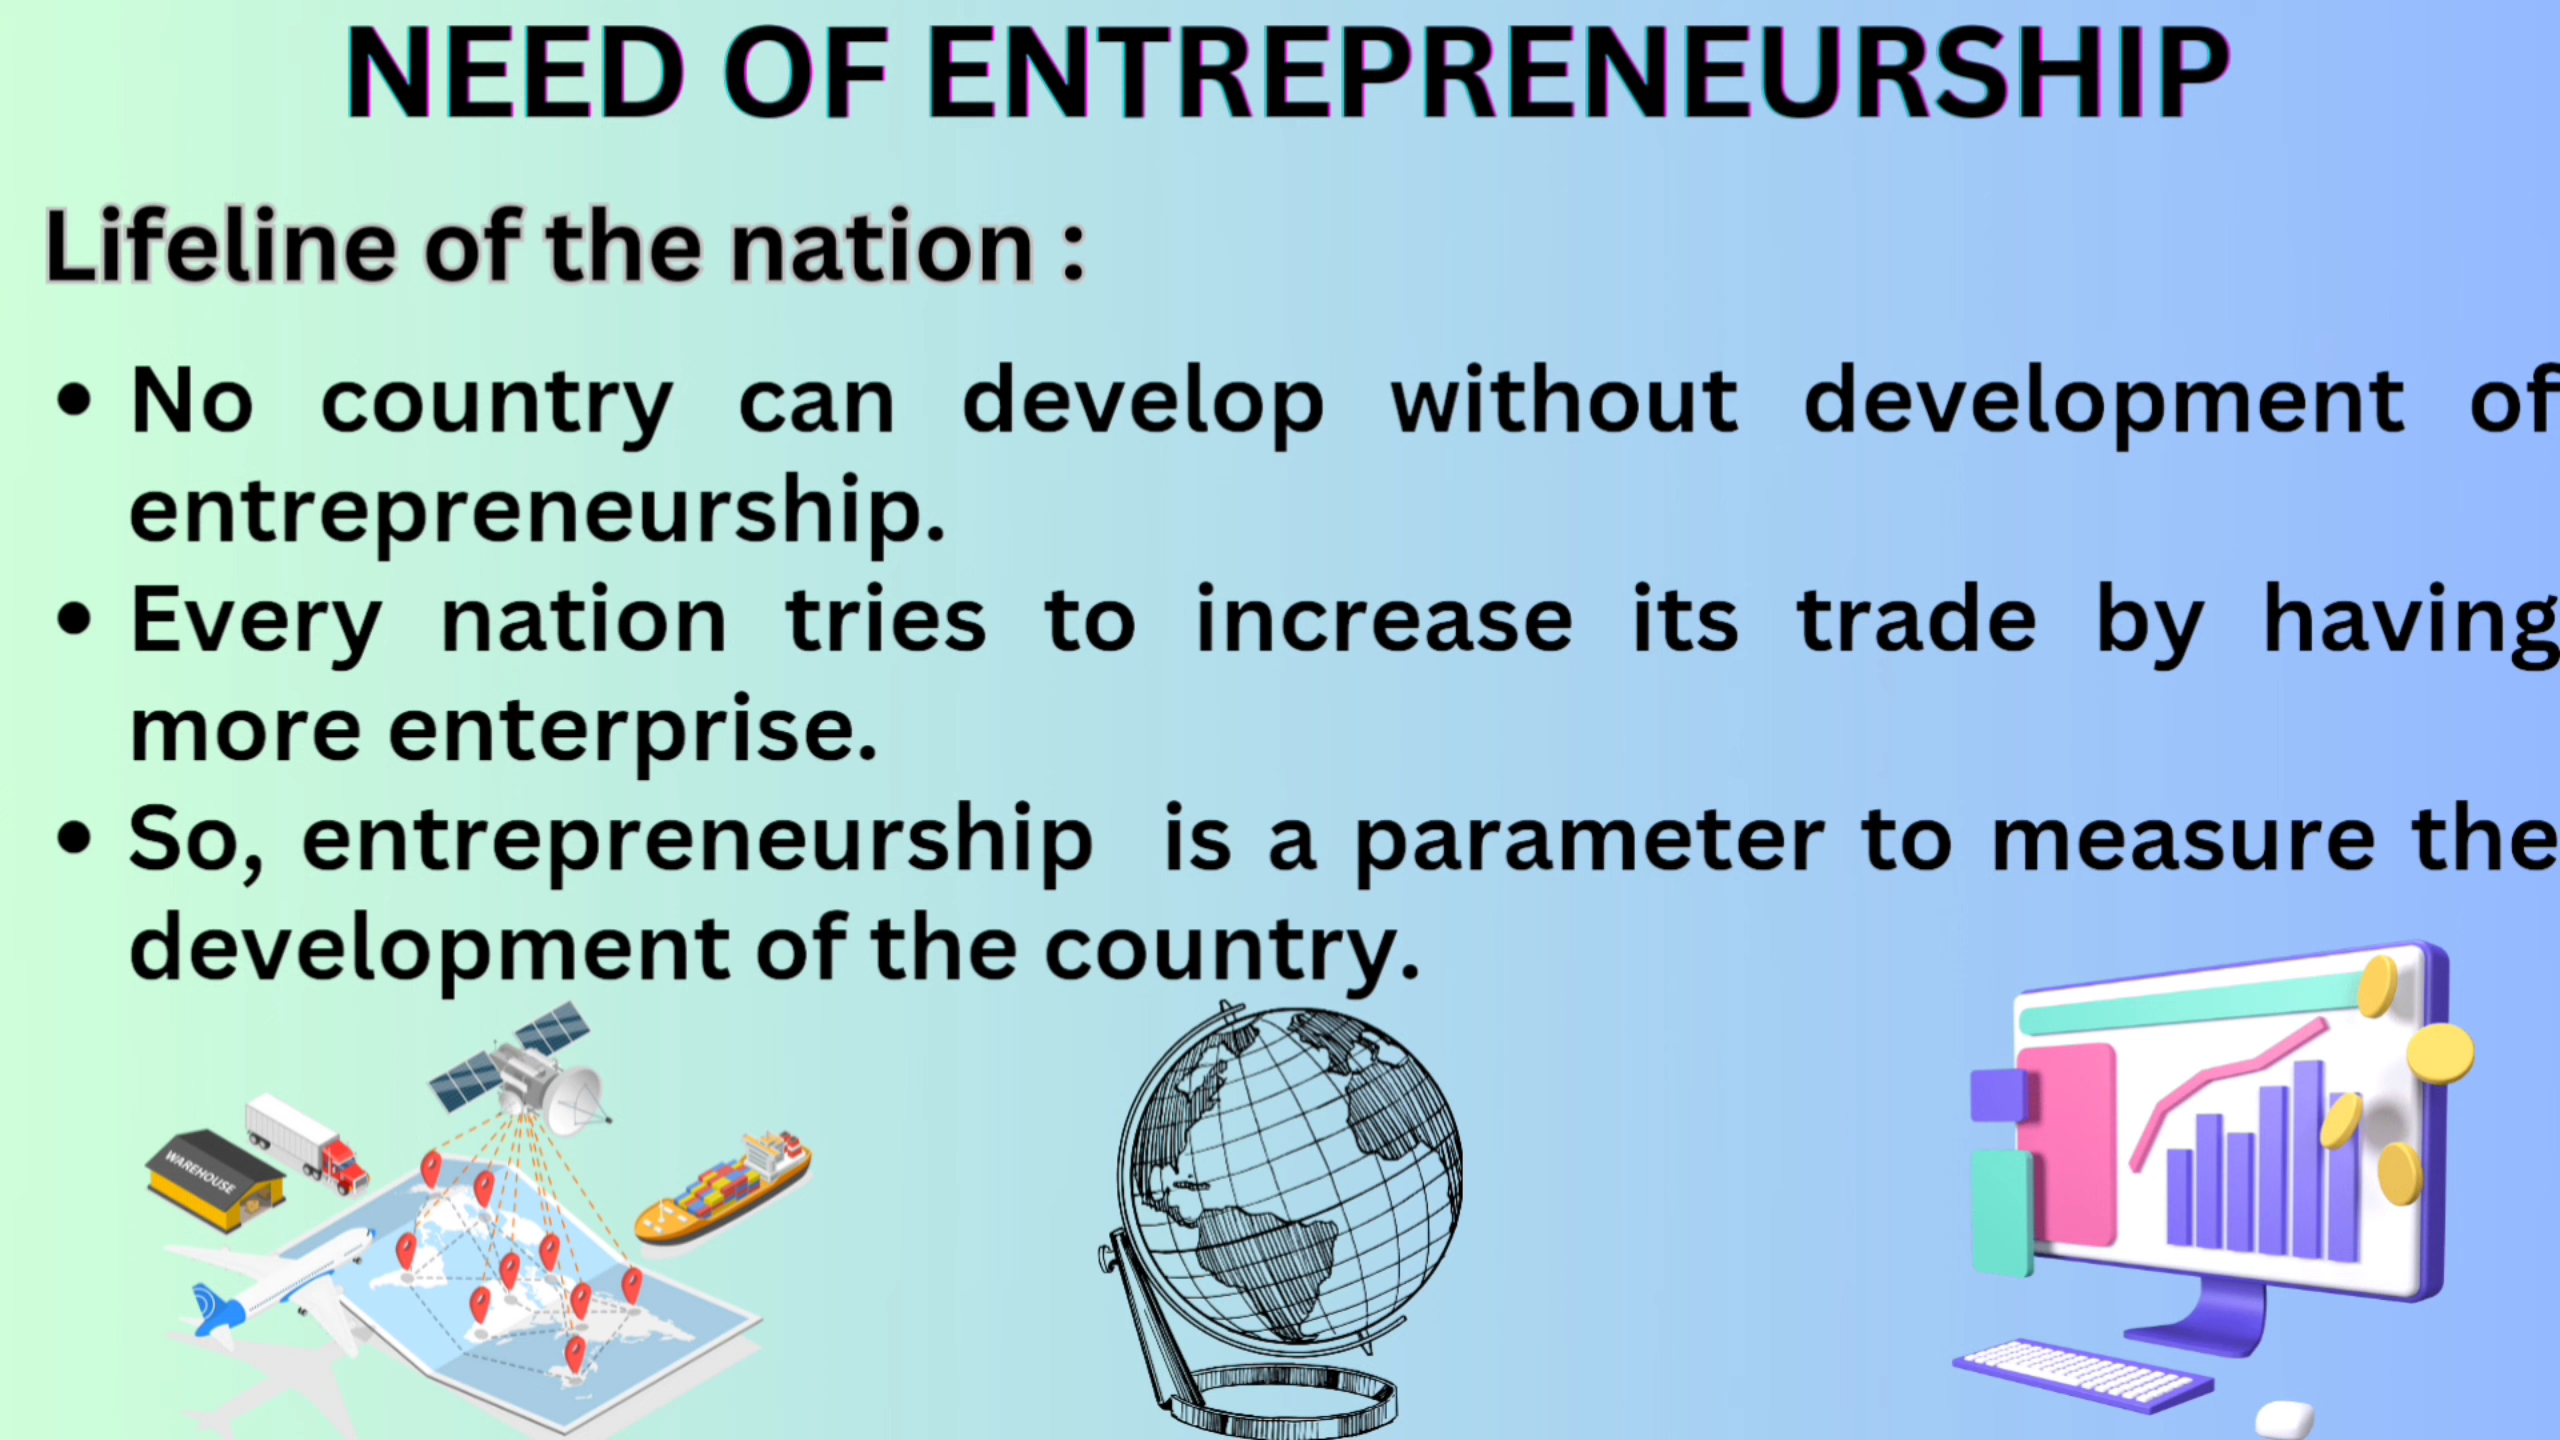 NEED OF ENTREPRENEURSHIP
Lifeline of the nation :
• No country can develop without development of
entrepreneurship.
• Every nation tries to increase its trade by having
more enterprise.
• So, entrepreneurship is a parameter to measure the
development of the country.
WAREHOUSE